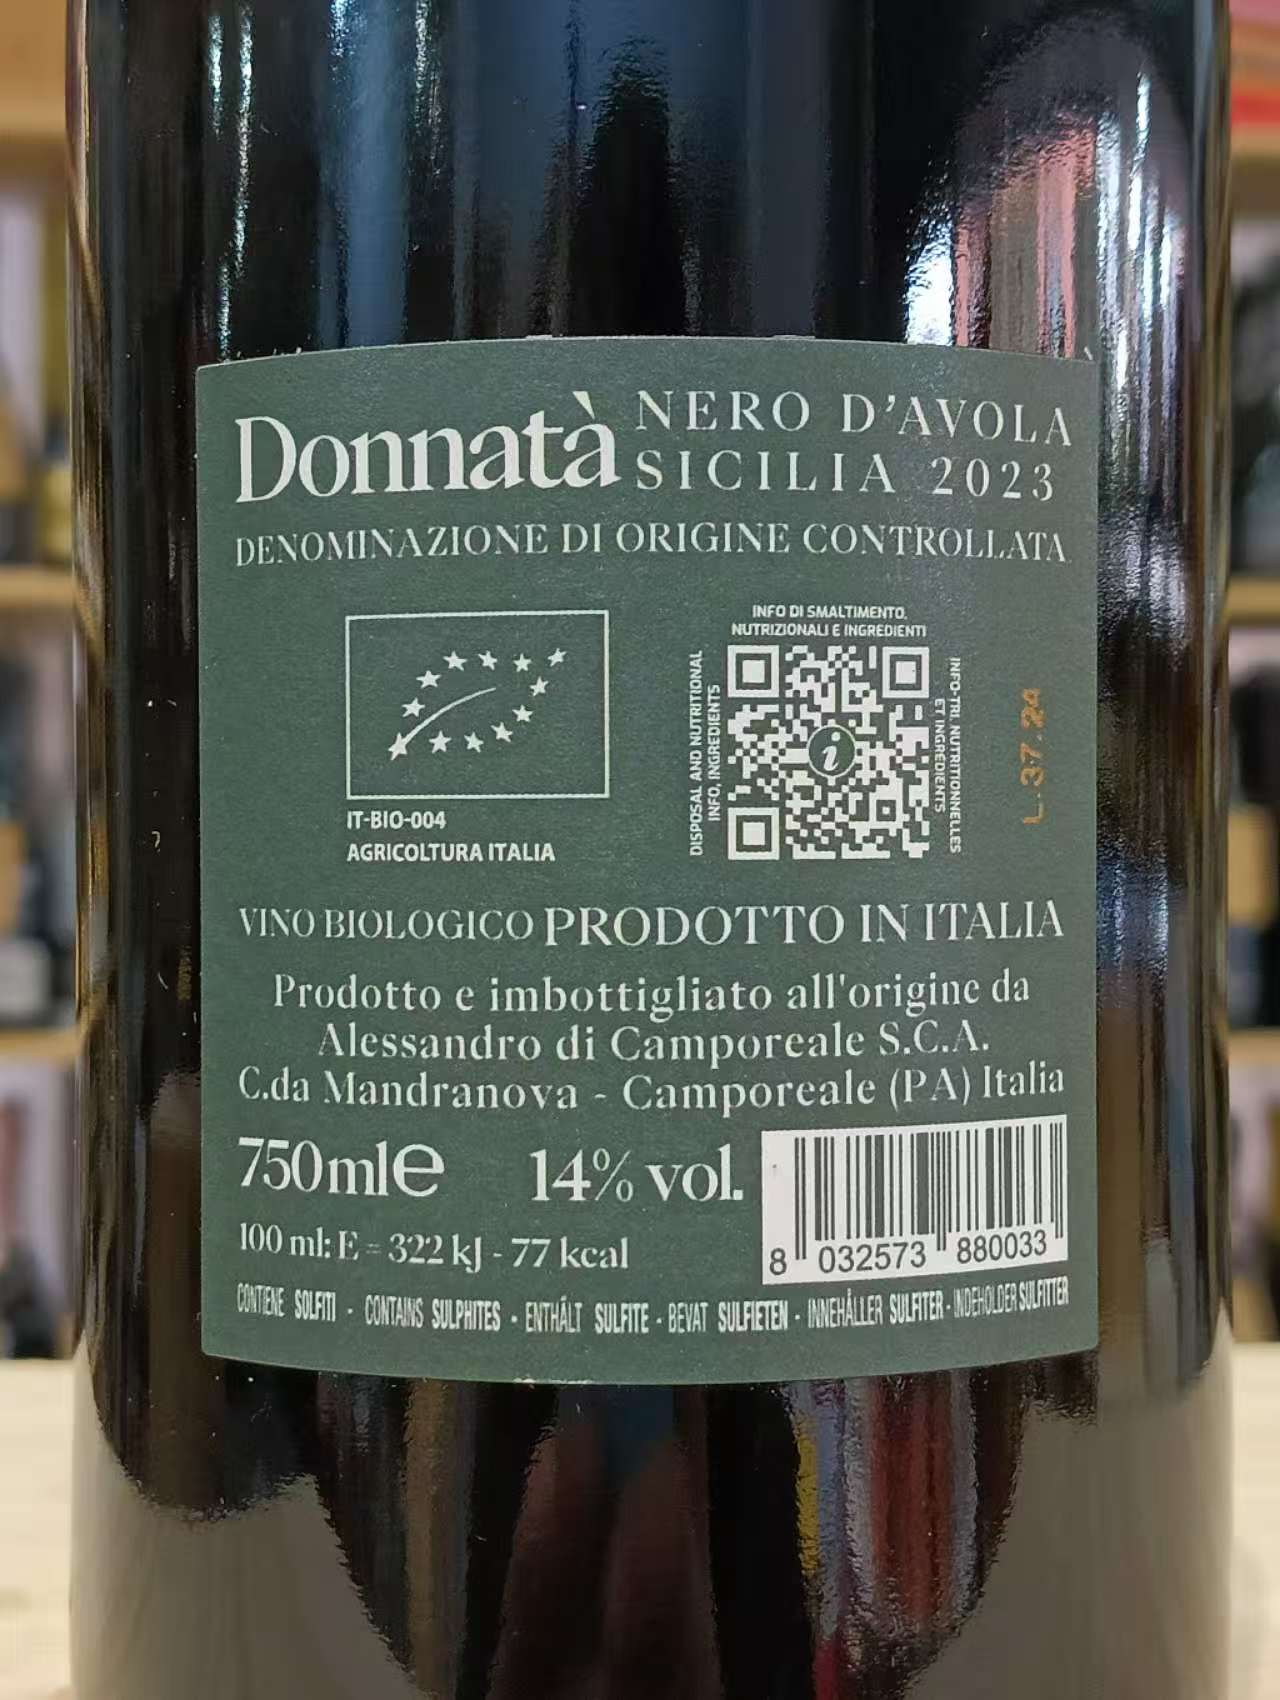 Donnatà NERO D'AVOLA
SICILIA 2023
DENOMINAZIONE DI ORIGINE CONTROLLATA
INFO DI SMALTIMENTO,
NUTRIZIONALI E INGREDIENTI
DISPOSAL AND NUTRITIONAL
INFO, INGREDIENTS
i
INFO-TRI, NUTRITIONNELLES
ET INGREDIENTS
L.37.24
IT-BIO-004
AGRICOLTURA ITALIA
VINO BIOLOGICO PRODOTTO IN ITALIA
Prodotto e imbottigliato all'origine da
Alessandro di Camporeale S.C.A.
C.da Mandranova - Camporeale (PA) Italia
750ml e 14% vol.
100 ml: E = 322 kJ - 77 kcal
8 032573 880033
CONTIENE SOLFITI - CONTAINS SULPHITES - ENTHÄLT SULFITE - BEVAT SULFIETEN - INNEHÅLLER SULFITER - INDEHOLDER SULFITTER